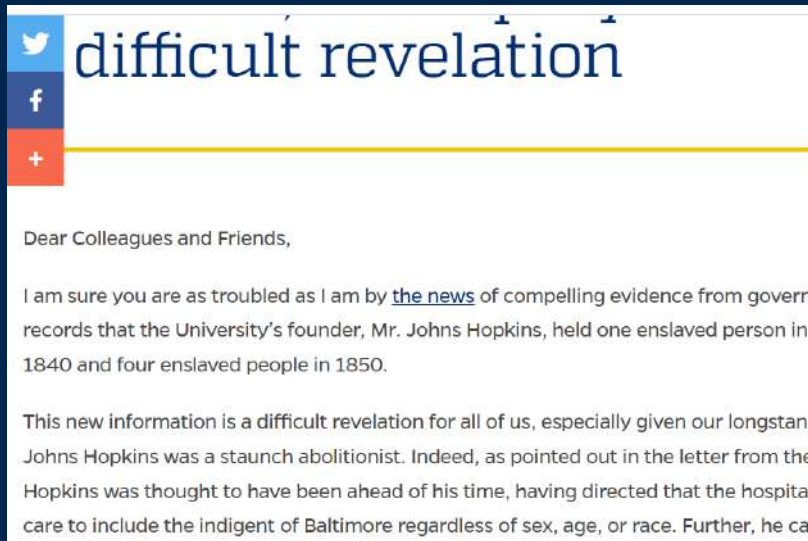 difficult revelation
Dear Colleagues and Friends,
I am sure you are as troubled as I am by the news of compelling evidence from govern
records that the University's founder, Mr. Johns Hopkins, held one enslaved person in
1840 and four enslaved people in 1850.
This new information is a difficult revelation for all of us, especially given our longstan
Johns Hopkins was a staunch abolitionist. Indeed, as pointed out in the letter from the
Hopkins was thought to have been ahead of his time, having directed that the hospita
care to include the indigent of Baltimore regardless of sex, age, or race. Further, he ca